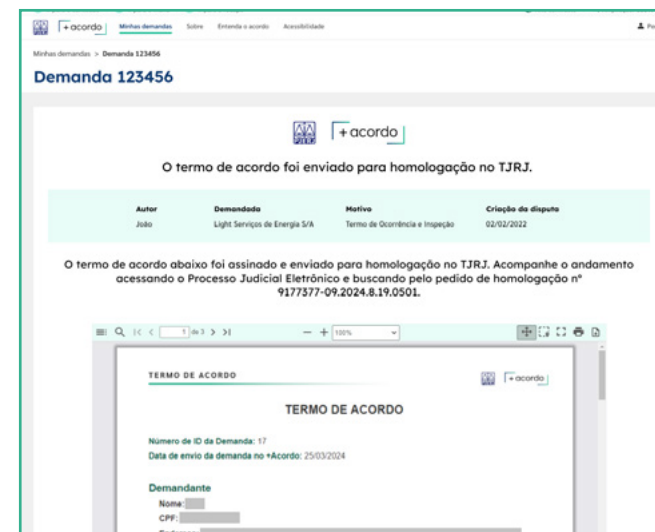 +acordo Minhas demandas Sobre Entenda o acordo Acessibilidade
Minhas demandas > Demanda 123456
Demanda 123456
PJERJ +acordo
O termo de acordo foi enviado para homologação no TJRJ.
Autor Demandada Motivo Criação da disputa
João Light Serviços de Energia S/A Termo de Ocorrência e Inspeção 02/02/2022
O termo de acordo abaixo foi assinado e enviado para homologação no TJRJ. Acompanhe o andamento
acessando o Processo Judicial Eletrônico e buscando pelo pedido de homologação nº
9177377-09.2024.8.19.0501.
1 de 3 100%
TERMO DE ACORDO +acordo
TERMO DE ACORDO
Número de ID da Demanda: 17
Data de envio da demanda no +Acordo: 25/03/2024
Demandante
Nome:
CPF: